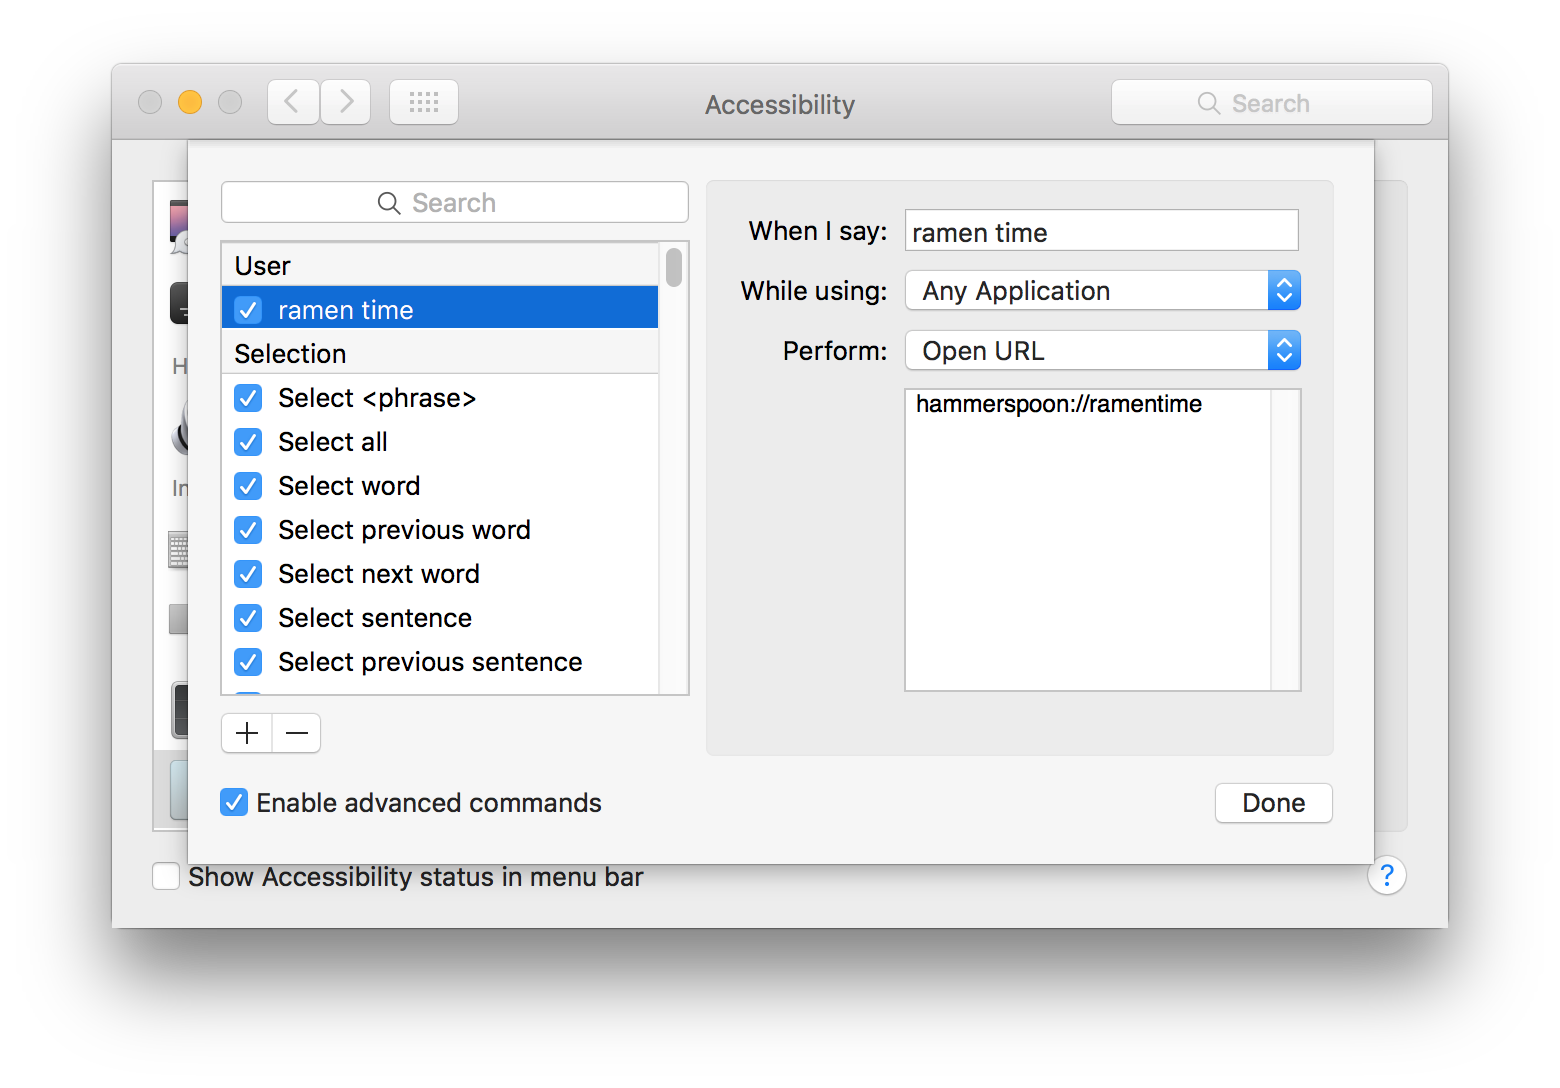 Accessibility
Search
Search
User
ramen time
Selection
Select <phrase>
Select all
Select word
Select previous word
Select next word
Select sentence
Select previous sentence
When I say: ramen time
While using: Any Application
Perform: Open URL
hammerspoon://ramentime
H
In
Enable advanced commands
Done
Show Accessibility status in menu bar
?